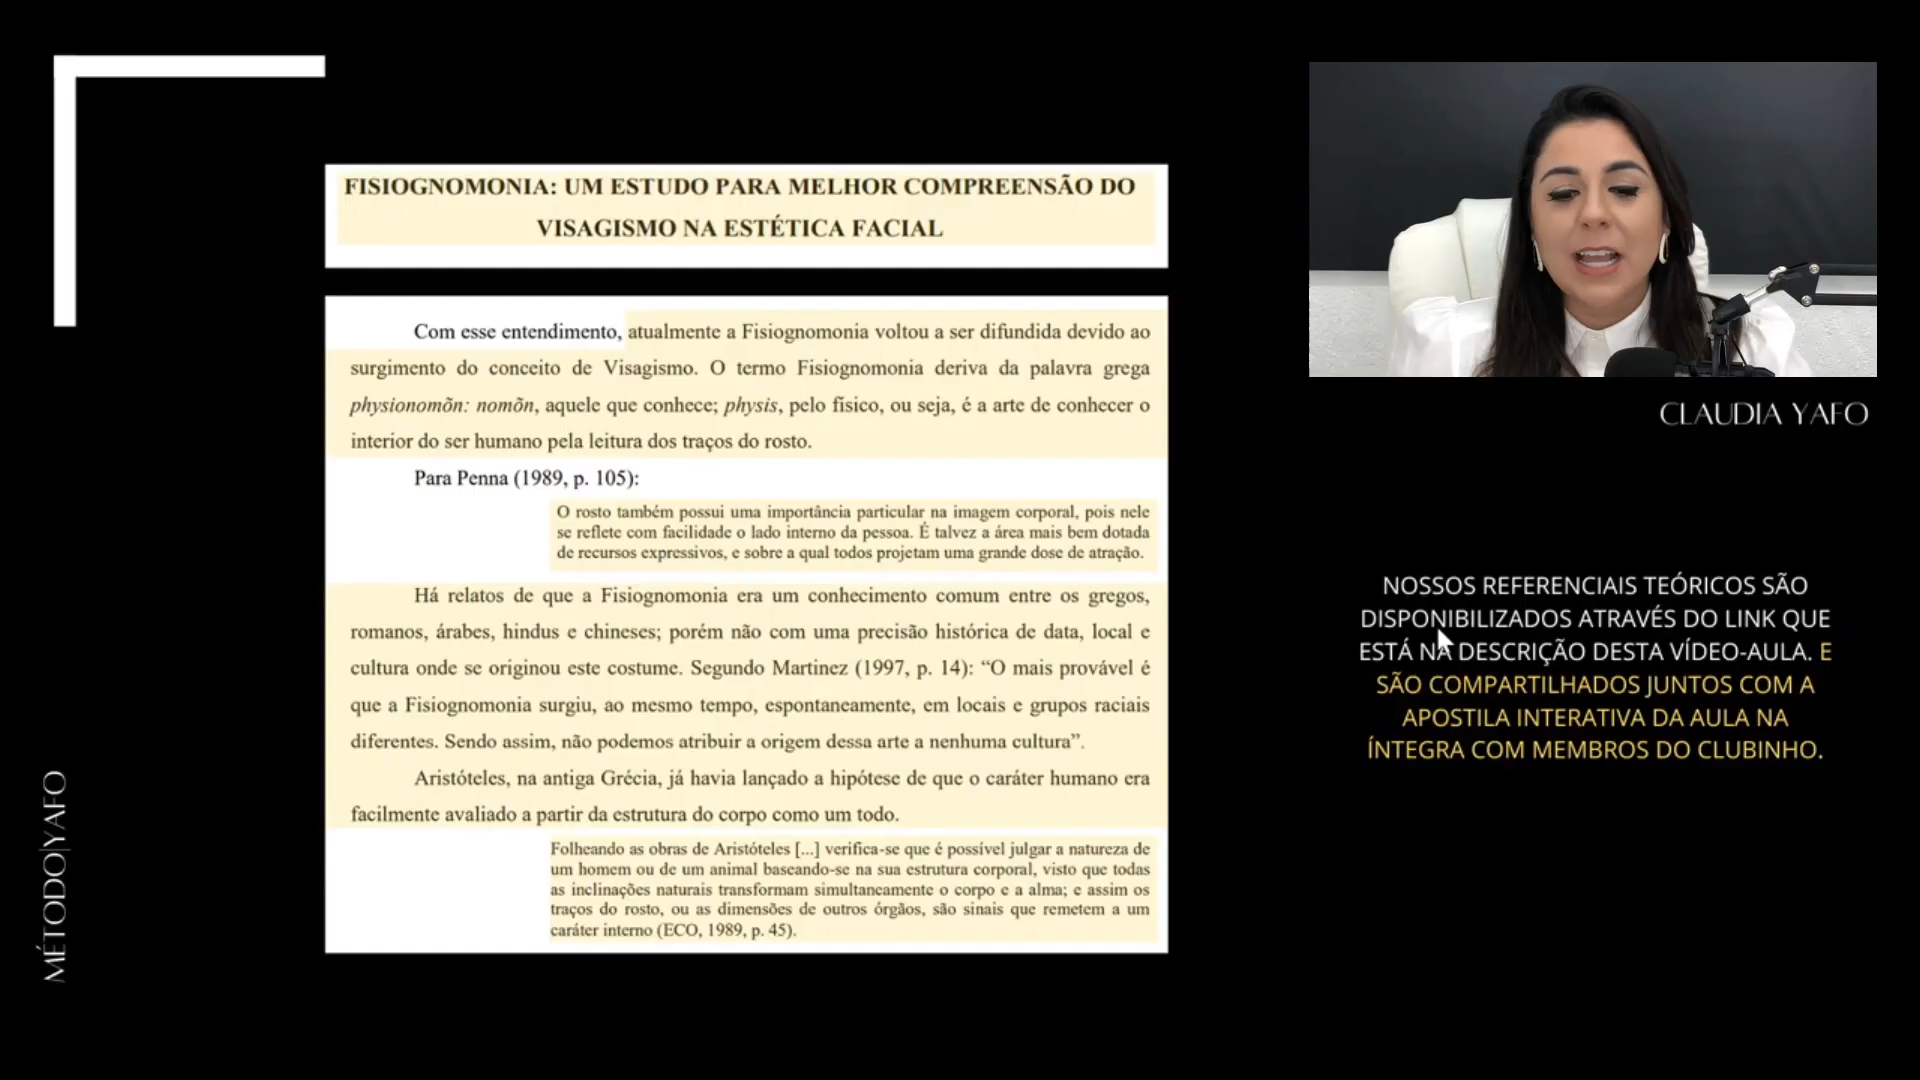 FISIOGNOMONIA: UM ESTUDO PARA MELHOR COMPREENSÃO DO
VISAGISMO NA ESTÉTICA FACIAL
Com esse entendimento, atualmente a Fisiognomonia voltou a ser difundida devido ao
surgimento do conceito de Visagismo. O termo Fisiognomonia deriva da palavra grega
physionomõn: nomõn, aquele que conhece; physis, pelo físico, ou seja, é a arte de conhecer o
interior do ser humano pela leitura dos traços do rosto.
Para Penna (1989, p. 105):
O rosto também possui uma importância particular na imagem corporal, pois nele
se reflete com facilidade o lado interno da pessoa. É talvez a área mais bem dotada
de recursos expressivos, e sobre a qual todos projetam uma grande dose de atração.
Há relatos de que a Fisiognomonia era um conhecimento comum entre os gregos,
romanos, árabes, hindus e chineses; porém não com uma precisão histórica de data, local e
cultura onde se originou este costume. Segundo Martinez (1997, p. 14): “O mais provável é
que a Fisiognomonia surgiu, ao mesmo tempo, espontaneamente, em locais e grupos raciais
diferentes. Sendo assim, não podemos atribuir a origem dessa arte a nenhuma cultura”.
Aristóteles, na antiga Grécia, já havia lançado a hipótese de que o caráter humano era
facilmente avaliado a partir da estrutura do corpo como um todo.
Folheando as obras de Aristóteles [...] verifica-se que é possível julgar a natureza de
um homem ou de um animal baseando-se na sua estrutura corporal, visto que todas
as inclinações naturais transformam simultaneamente o corpo e a alma; e assim os
traços do rosto, ou as dimensões de outros órgãos, são sinais que remetem a um
caráter interno (ECO, 1989, p. 45).
CLAUDIA YAFO
NOSSOS REFERENCIAIS TEÓRICOS SÃO
DISPONIBILIZADOS ATRAVÉS DO LINK QUE
ESTÁ NA DESCRIÇÃO DESTA VÍDEO-AULA. E
SÃO COMPARTILHADOS JUNTOS COM A
APOSTILA INTERATIVA DA AULA NA
ÍNTEGRA COM MEMBROS DO CLUBINHO.
MÉTODO|YAFO